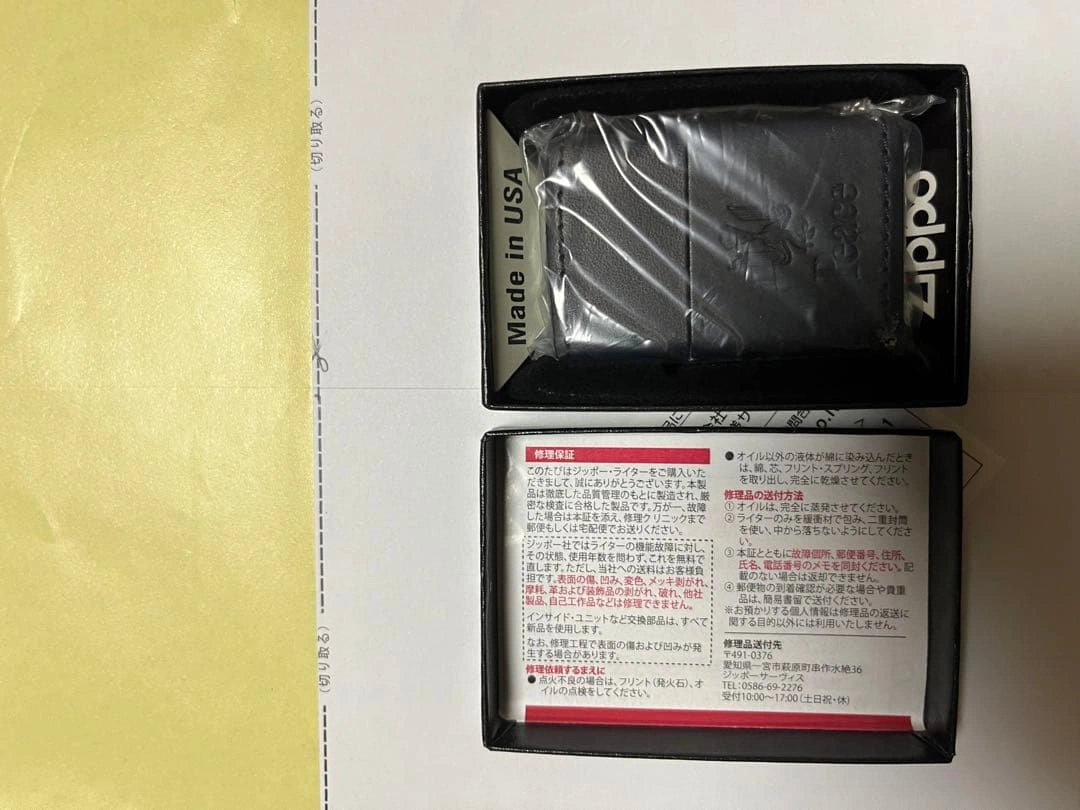 (切り取る)
(切り取る)
Made in USA
Peace
zippo
修理保証
このたびはジッポー・ライターをご購入いた
だきまして、誠にありがとうございます。本製
品は徹底した品質管理のもとに製造され、厳
密な検査に合格した製品です。万が一、故障
した場合は本証を添え、修理クリニックまで
郵便もしくは宅配便でお送りください。
ジッポー社ではライターの機能故障に対し、
その状態、使用年数を問わず、これを無料で
直します。ただし、当社への送料はお客様負
担です。表面の傷、凹み、変色、メッキ剥がれ、
摩耗、革および装飾品の剥がれ、破れ、他社
製品、自己工作品などは修理できません。
インサイド・ユニットなど交換部品は、すべて
新品を使用します。
なお、修理工程で表面の傷および凹みが発
生する場合があります。
修理依頼するまえに
● 点火不良の場合は、フリント(発火石)、オ
イルの点検をしてください。
● オイル以外の液体が綿に染み込んだとき
は、綿、芯、フリント・スプリング、フリント
を取り出し、完全に乾燥させてください。
修理品の送付方法
① オイルは、完全に蒸発させてください。
② ライターのみを緩衝材で包み、二重封筒
を使い、中から落ちないようにしてくださ
い。
③ 本証とともに故障個所、郵便番号、住所、
氏名、電話番号のメモを同封ください。記
載のない場合は返却できません。
④ 郵便物の到着確認が必要な場合や貴重
品は、簡易書留で送付ください。
※お預かりする個人情報は修理品の返送に
関する目的以外には利用いたしません。
修理品送付先
〒491-0376
愛知県一宮市萩原町串作水絶36
ジッポーサーヴィス
TEL:0586-69-2276
受付10:00～17:00(土日祝・休)